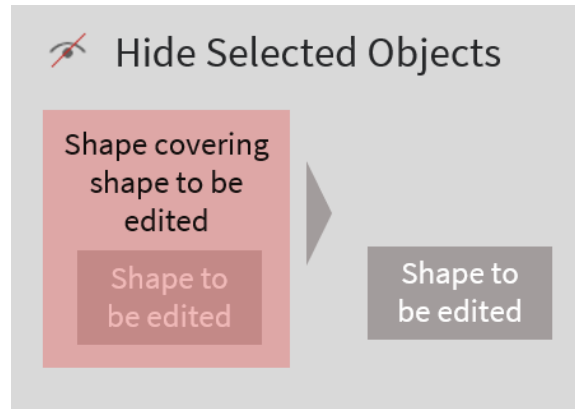 Hide Selected Objects
Shape covering
shape to be
edited
Shape to
be edited
Shape to
be edited